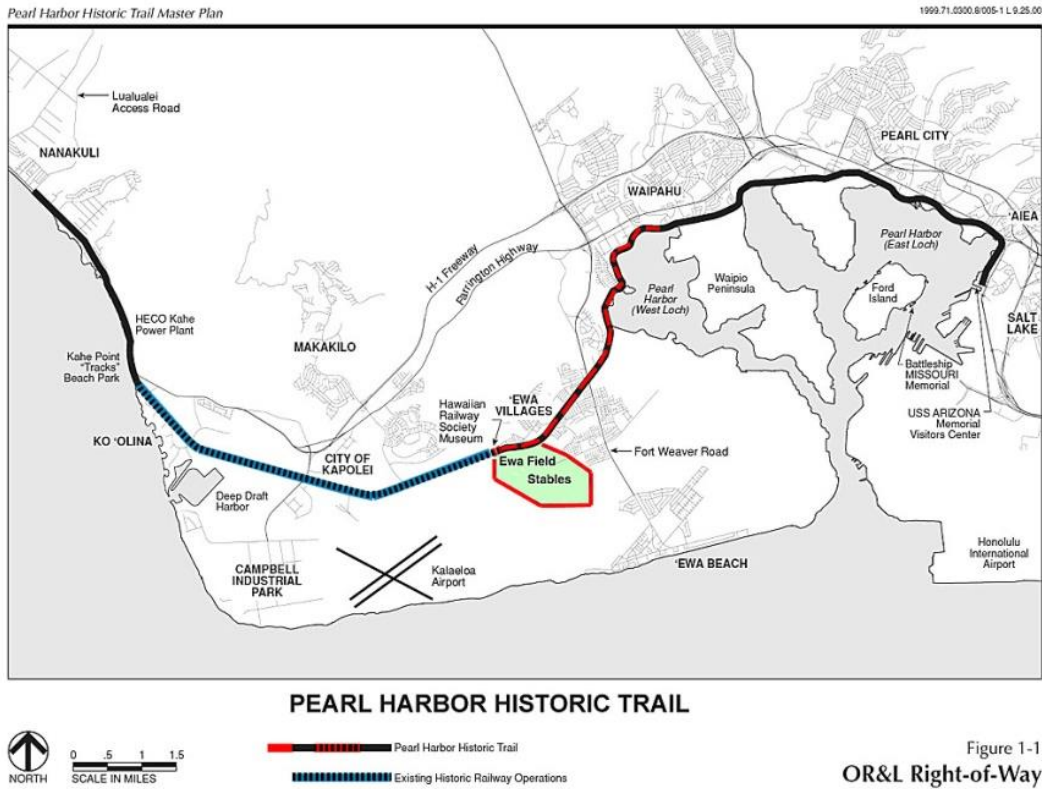 Pearl Harbor Historic Trail Master Plan
1999.71.0300.8/005-1 L 9.25.00
Lualualei
Access Road
NANAKULI
PEARL CITY
WAIPAHU
'AIEA
Pearl Harbor
(East Loch)
H-1 Freeway
Farrington Highway
Waipio
Peninsula
Ford
Island
Pearl
Harbor
(West Loch)
HECO Kahe
Power Plant
SALT
LAKE
MAKAKILO
Kahe Point
"Tracks"
Beach Park
Battleship
MISSOURI
Memorial
'EWA
VILLAGES
Hawaiian
Railway
Society
Museum
USS ARIZONA
Memorial
Visitors Center
KO 'OLINA
CITY OF
KAPOLEI
Fort Weaver Road
Ewa Field
Stables
Deep Draft
Harbor
Honolulu
International
Airport
'EWA BEACH
CAMPBELL
INDUSTRIAL
PARK
Kalaeloa
Airport
PEARL HARBOR HISTORIC TRAIL
NORTH
0 .5 1 1.5
SCALE IN MILES
Pearl Harbor Historic Trail
Existing Historic Railway Operations
Figure 1-1
OR&L Right-of-Way